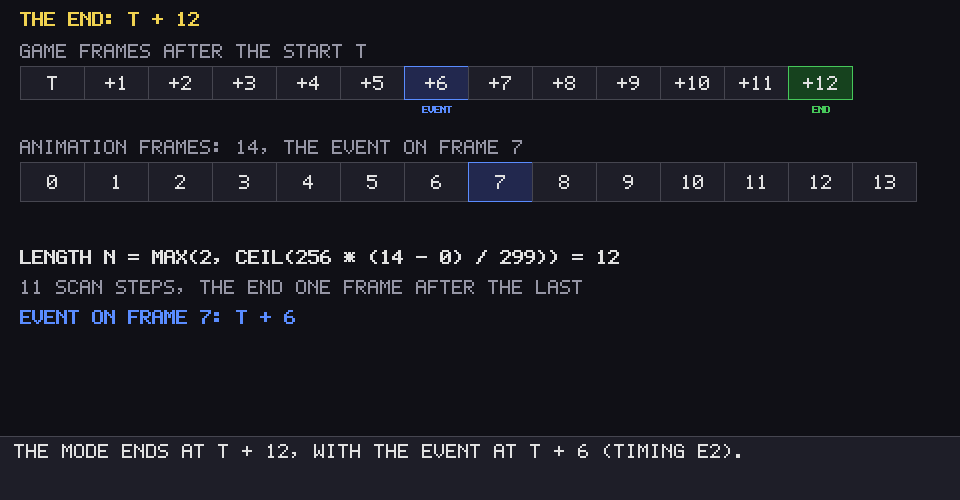 THE END: T + 12
GAME FRAMES AFTER THE START T
T +1 +2 +3 +4 +5 +6 +7 +8 +9 +10 +11 +12
EVENT END
ANIMATION FRAMES: 14, THE EVENT ON FRAME 7
0 1 2 3 4 5 6 7 8 9 10 11 12 13
LENGTH N = MAX(2, CEIL(256 * (14 - 0) / 299)) = 12
11 SCAN STEPS, THE END ONE FRAME AFTER THE LAST
EVENT ON FRAME 7: T + 6
THE MODE ENDS AT T + 12, WITH THE EVENT AT T + 6 (TIMING E2).